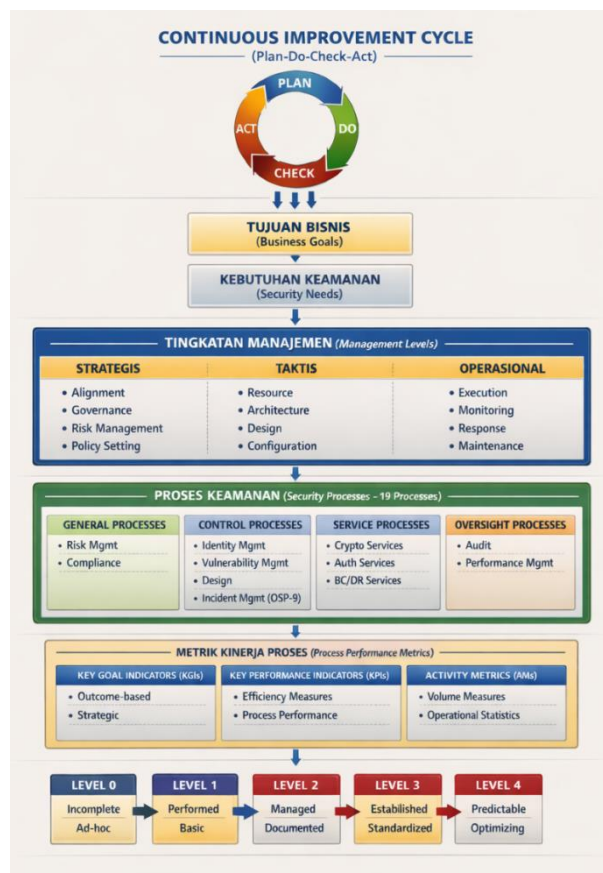 CONTINUOUS IMPROVEMENT CYCLE
(Plan-Do-Check-Act)
PLAN
ACT
DO
CHECK
TUJUAN BISNIS
(Business Goals)
KEBUTUHAN KEAMANAN
(Security Needs)
TINGKATAN MANAJEMEN (Management Levels)
STRATEGIS
• Alignment
• Governance
• Risk Management
• Policy Setting
TAKTIS
• Resource
• Architecture
• Design
• Configuration
OPERASIONAL
• Execution
• Monitoring
• Response
• Maintenance
PROSES KEAMANAN (Security Processes – 19 Processes)
GENERAL PROCESSES
• Risk Mgmt
• Compliance
CONTROL PROCESSES
• Identity Mgmt
• Vulnerability Mgmt
• Design
• Incident Mgmt (OSP-9)
SERVICE PROCESSES
• Crypto Services
• Auth Services
• BC/DR Services
OVERSIGHT PROCESSES
• Audit
• Performance Mgmt
METRIK KINERJA PROSES (Process Performance Metrics)
KEY GOAL INDICATORS (KGIs)
• Outcome-based
• Strategic
KEY PERFORMANCE INDICATORS (KPIs)
• Efficiency Measures
• Process Performance
ACTIVITY METRICS (AMs)
• Volume Measures
• Operational Statistics
LEVEL 0
Incomplete
Ad-hoc
LEVEL 1
Performed
Basic
LEVEL 2
Managed
Documented
LEVEL 3
Established
Standardized
LEVEL 4
Predictable
Optimizing